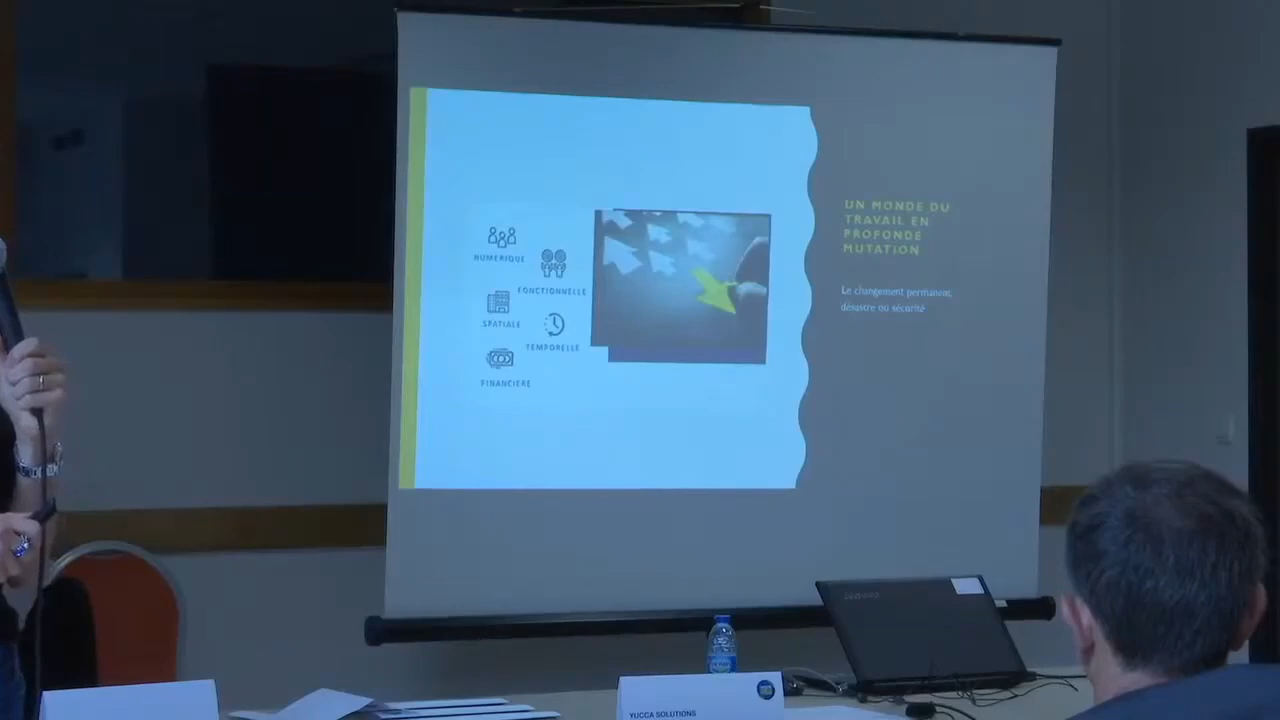 NUMERIQUE
FONCTIONNELLE
SPATIALE
TEMPORELLE
FINANCIERE
UN MONDE DU
TRAVAIL EN
PROFONDE
MUTATION
Le changement permanent,
désastre ou sécurité
YUCCA SOLUTIONS